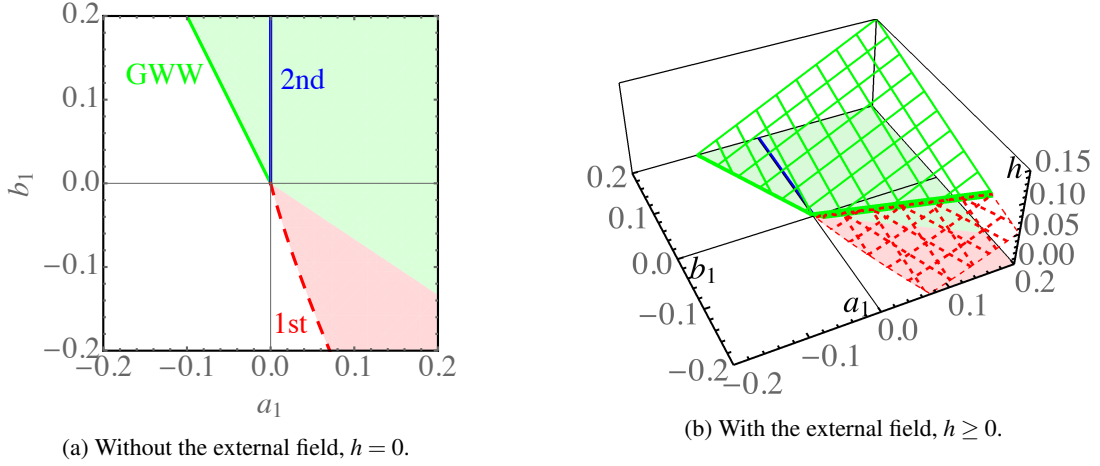 0.2
GWW
2nd
0.1
b1
0.0
−0.1
1st
−0.2
−0.2 −0.1 0.0 0.1 0.2
a1
(a) Without the external field, h = 0.
h 0.15
0.10
0.05
0.00
0.2
0.2
0.1
0.0
b1
−0.1
−0.2
a1
0.1
0.0
−0.1
−0.2
(b) With the external field, h ≥ 0.